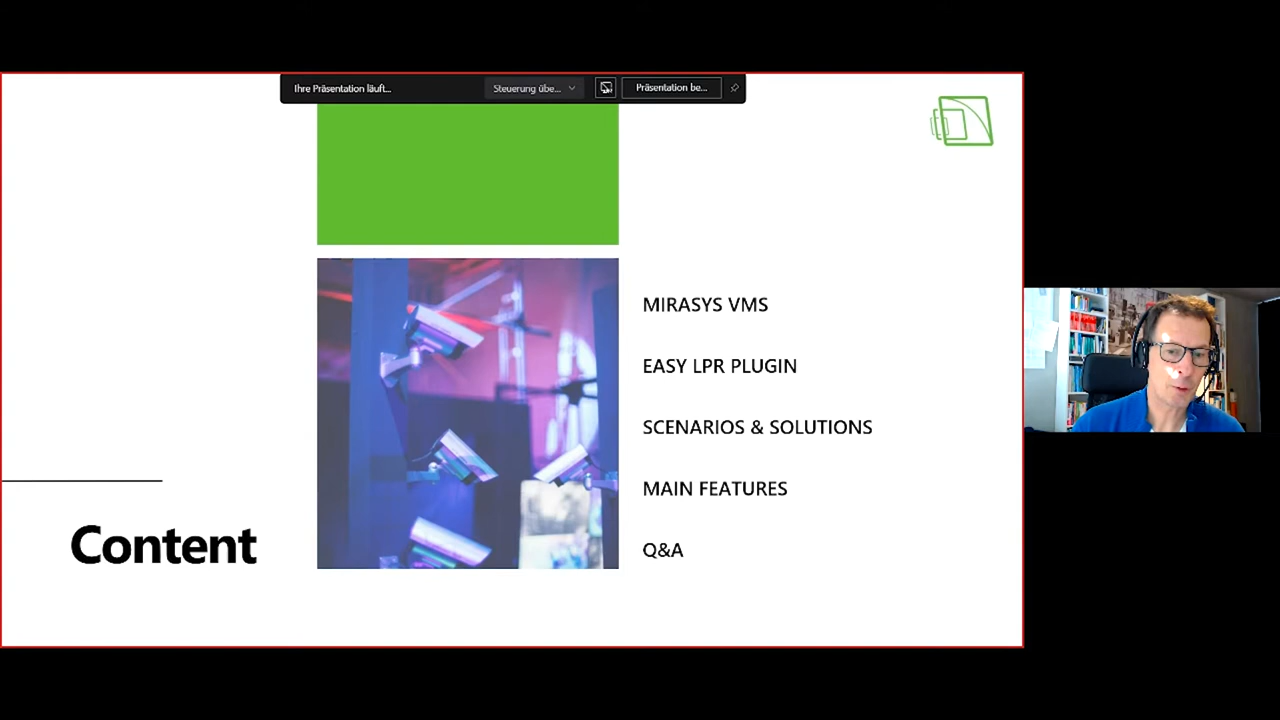 Ihre Präsentation läuft...
Steuerung übe...
Präsentation be...
MIRASYS VMS
EASY LPR PLUGIN
SCENARIOS & SOLUTIONS
MAIN FEATURES
Q&A
Content